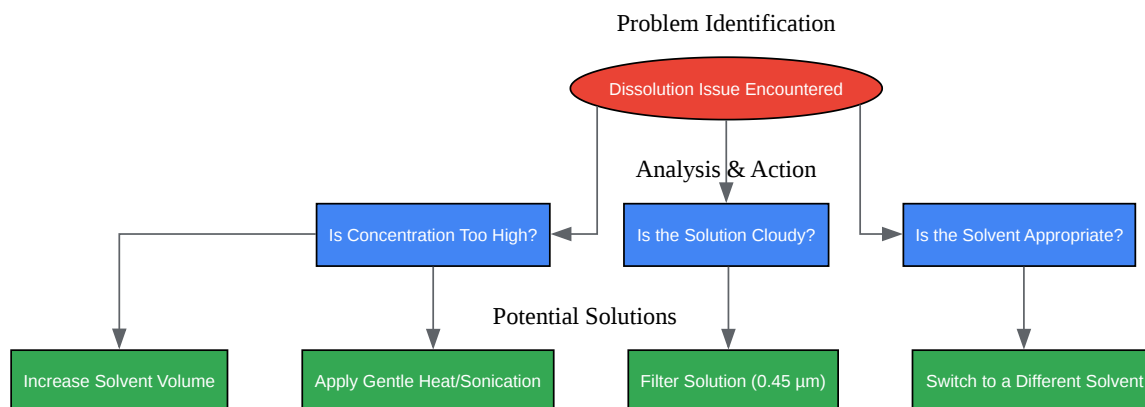 Problem Identification
Dissolution Issue Encountered
Analysis & Action
Is Concentration Too High?
Is the Solution Cloudy?
Is the Solvent Appropriate?
Potential Solutions
Increase Solvent Volume
Apply Gentle Heat/Sonication
Filter Solution (0.45 µm)
Switch to a Different Solvent